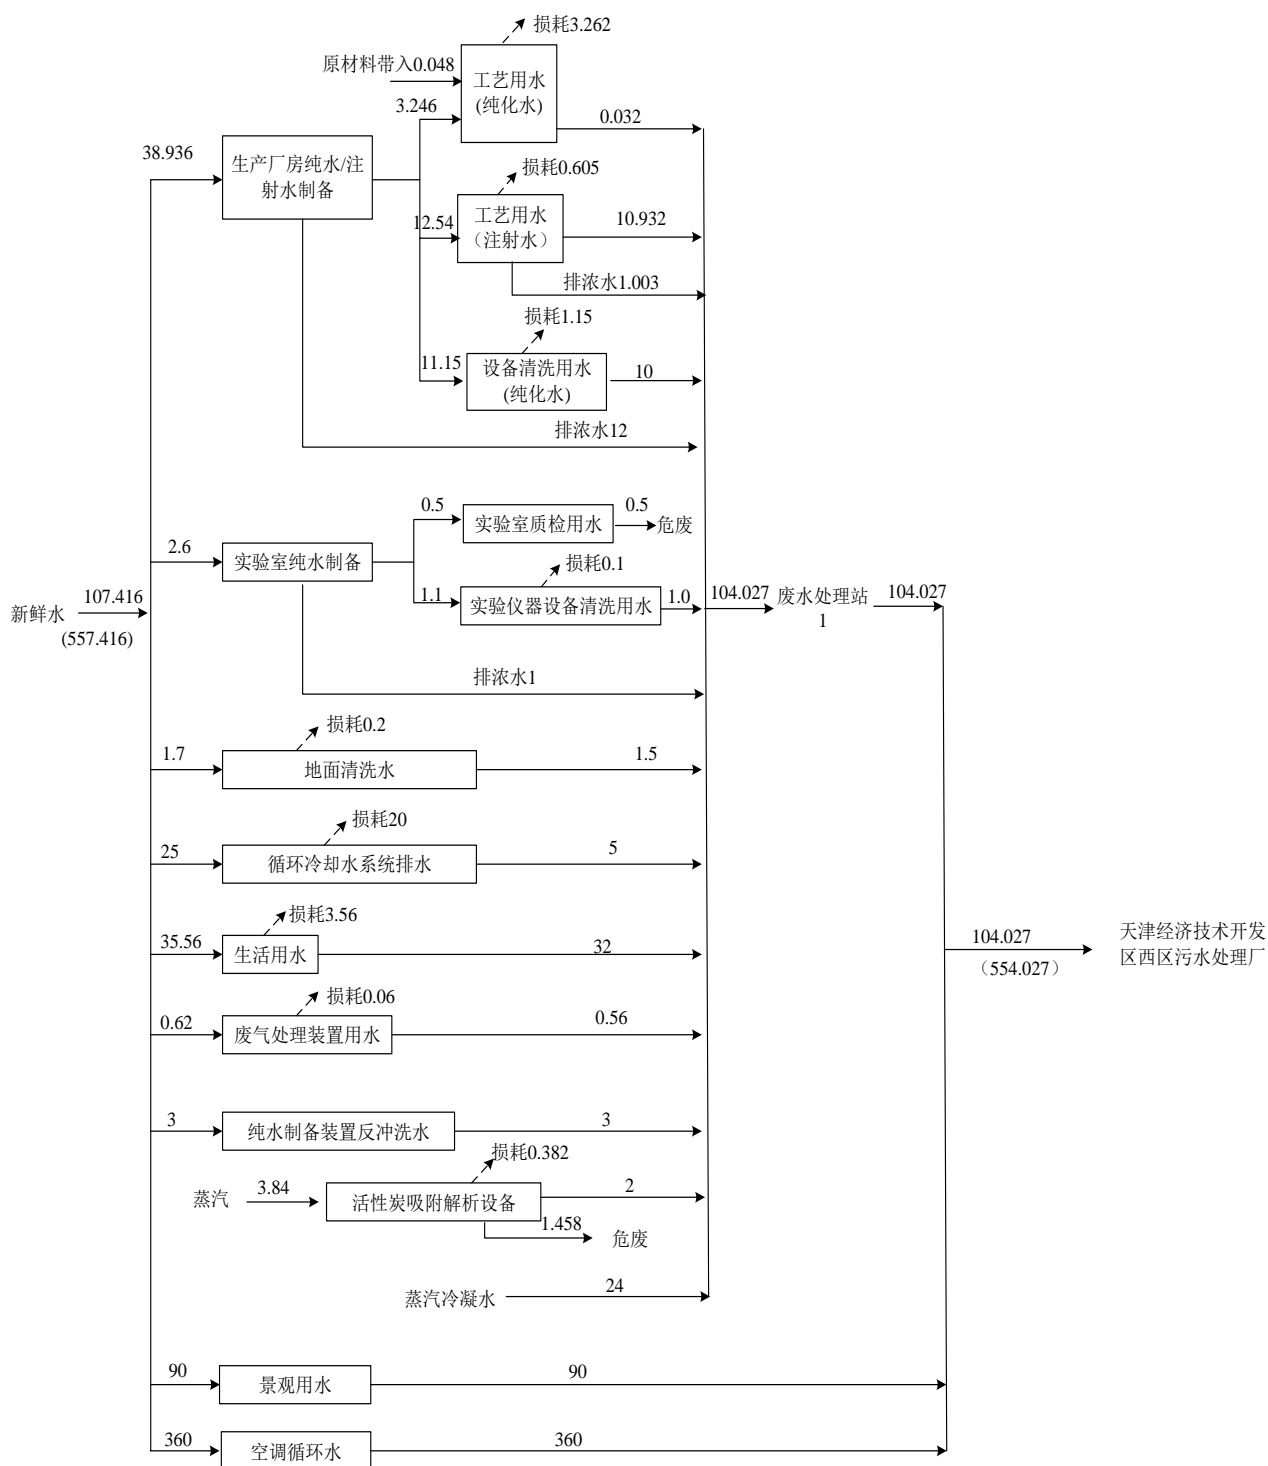 损耗3.262
原材料带入0.048
工艺用水
(纯化水)
3.246
0.032
38.936
生产厂房纯水/注
射水制备
损耗0.605
12.54
工艺用水
（注射水）
10.932
排浓水1.003
损耗1.15
11.15
设备清洗用水
(纯化水)
10
排浓水12
0.5
实验室质检用水
0.5
危废
2.6
实验室纯水制备
损耗0.1
1.1
实验仪器设备清洗用水
1.0
104.027
废水处理站
1
104.027
新鲜水
107.416
(557.416)
排浓水1
损耗0.2
1.7
地面清洗水
1.5
损耗20
25
循环冷却水系统排水
5
损耗3.56
35.56
生活用水
32
104.027
（554.027）
天津经济技术开发
区西区污水处理厂
损耗0.06
0.62
废气处理装置用水
0.56
3
纯水制备装置反冲洗水
3
损耗0.382
蒸汽
3.84
活性炭吸附解析设备
2
1.458
危废
蒸汽冷凝水
24
90
景观用水
90
360
空调循环水
360